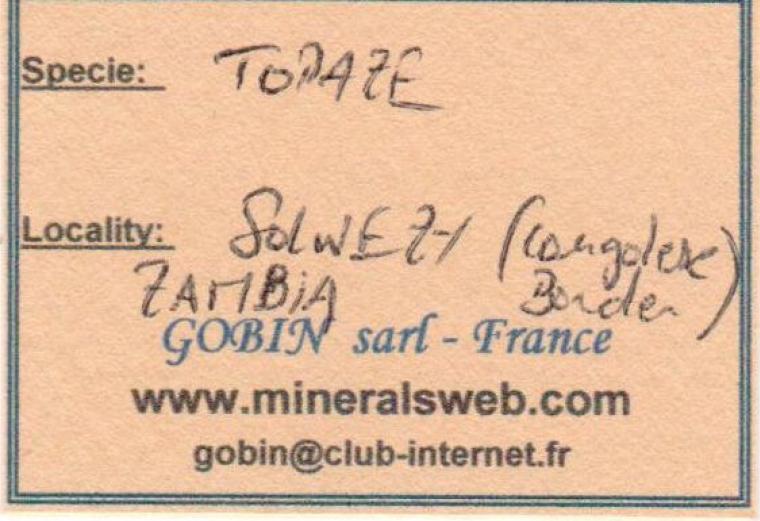 Specie: TOPAZE
Locality: SOLWEZI (Congolese
ZAMBIA Border)
GOBIN sarl - France
www.mineralsweb.com
gobin@club-internet.fr